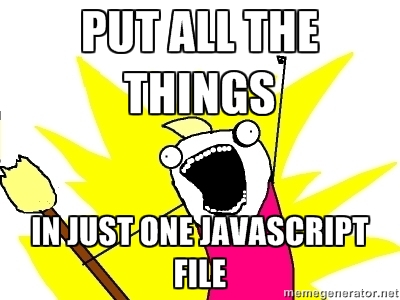 PUT ALL THE
THINGS
IN JUST ONE JAVASCRIPT
FILE
memegenerator.net